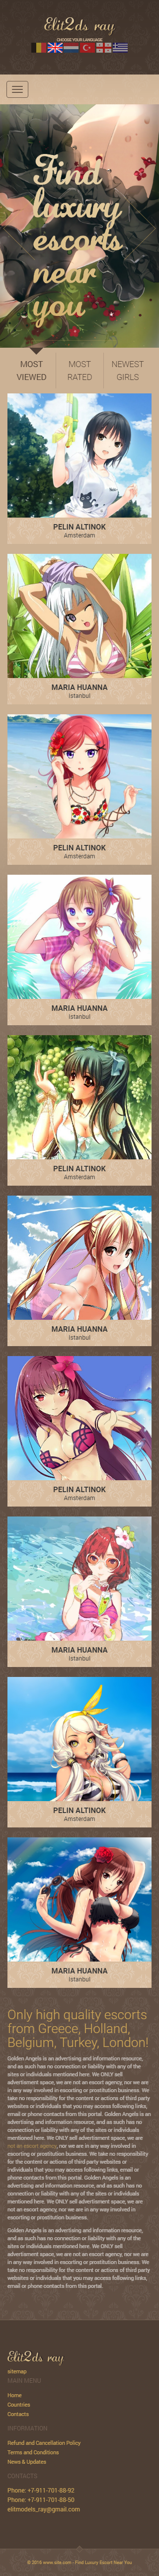 Elit2ds ray
CHOOSE YOUR LANGUAGE:
Find
luxury
escorts
near
you
MOST
VIEWED
MOST
RATED
NEWEST
GIRLS
PELIN ALTINOK
Amsterdam
MARIA HUANNA
Istanbul
PELIN ALTINOK
Amsterdam
MARIA HUANNA
Istanbul
PELIN ALTINOK
Amsterdam
MARIA HUANNA
Istanbul
PELIN ALTINOK
Amsterdam
MARIA HUANNA
Istanbul
PELIN ALTINOK
Amsterdam
MARIA HUANNA
Istanbul
Only high quality escorts
from Greece, Holland,
Belgium, Turkey, London!
Golden Angels is an advertising and information resource,
and as such has no connection or liability with any of the
sites or individuals mentioned here. We ONLY sell
advertisement space, we are not an escort agency, nor we
are in any way involved in escorting or prostitution business. We
take no responsibility for the content or actions of third party
websites or individuals that you may access following links,
email or phone contacts from this portal. Golden Angels is an
advertising and information resource, and as such has no
connection or liability with any of the sites or individuals
mentioned here. We ONLY sell advertisement space, we are
not an escort agency, nor we are in any way involved in
escorting or prostitution business. We take no responsibility
for the content or actions of third party websites or
individuals that you may access following links, email or
phone contacts from this portal. Golden Angels is an
advertising and information resource, and as such has no
connection or liability with any of the sites or individuals
mentioned here. We ONLY sell advertisement space, we are
not an escort agency, nor we are in any way involved in
escorting or prostitution business.
Golden Angels is an advertising and information resource,
and as such has no connection or liability with any of the
sites or individuals mentioned here. We ONLY sell
advertisement space, we are not an escort agency, nor we
are in any way involved in escorting or prostitution business.
We take no responsibility for the content or actions of third
party websites or individuals that you may access following links,
email or phone contacts from this portal.
Elit2ds ray
sitemap
MAIN MENU
Home
Countries
Contacts
INFORMATION
Refund and Cancellation Policy
Terms and Conditions
News & Updates
CONTACTS
Phone: +7-911-701-88-92
Phone: +7-911-701-88-50
elitmodels_ray@gmail.com
© 2016 www.site.com - Find Luxury Escort Near You